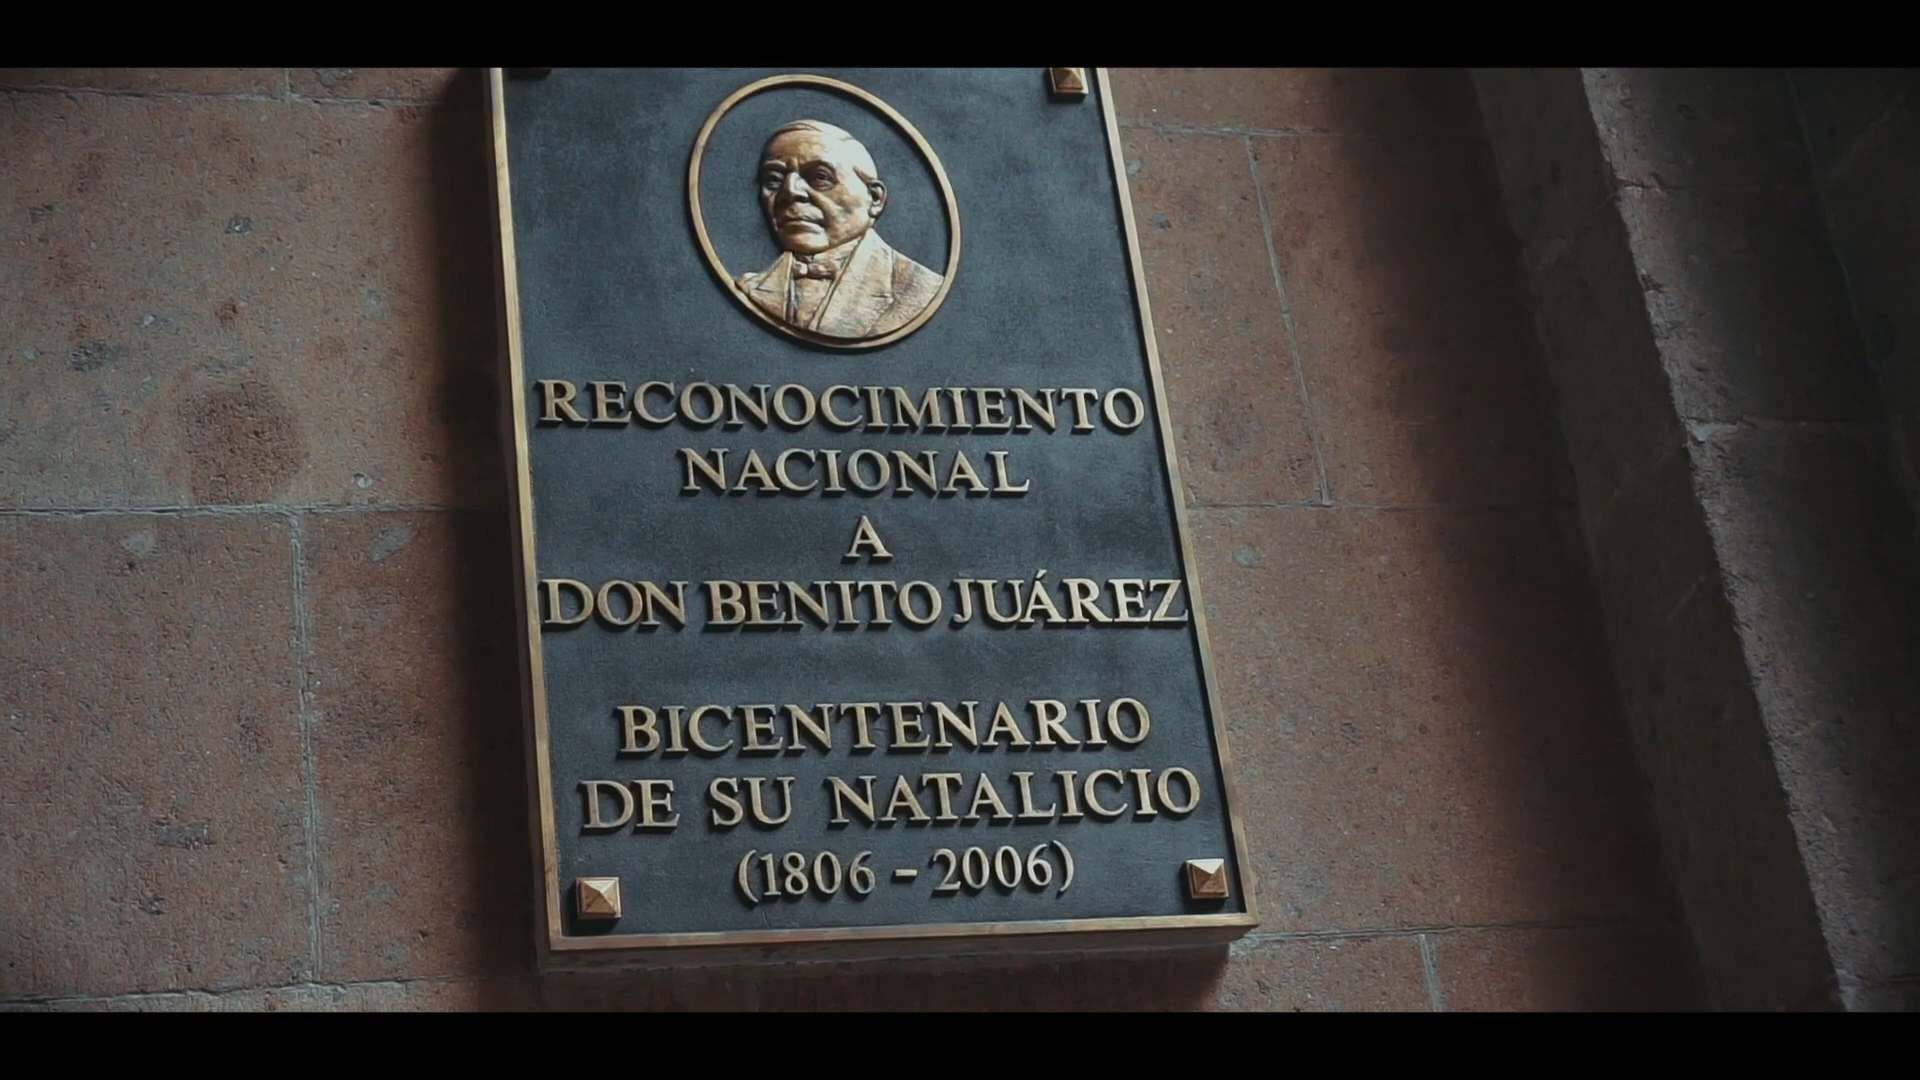 RECONOCIMIENTO
NACIONAL
A
DON BENITO JUÁREZ
BICENTENARIO
DE SU NATALICIO
(1806 - 2006)